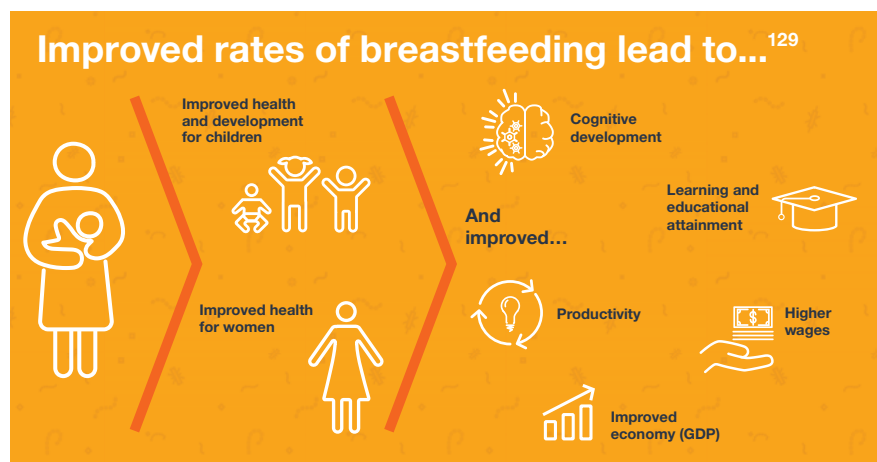 Improved rates of breastfeeding lead to...129
Improved health
and development
for children
Improved health
for women
And
improved...
Cognitive
development
Learning and
educational
attainment
Productivity
$
Higher
wages
Improved
economy (GDP)